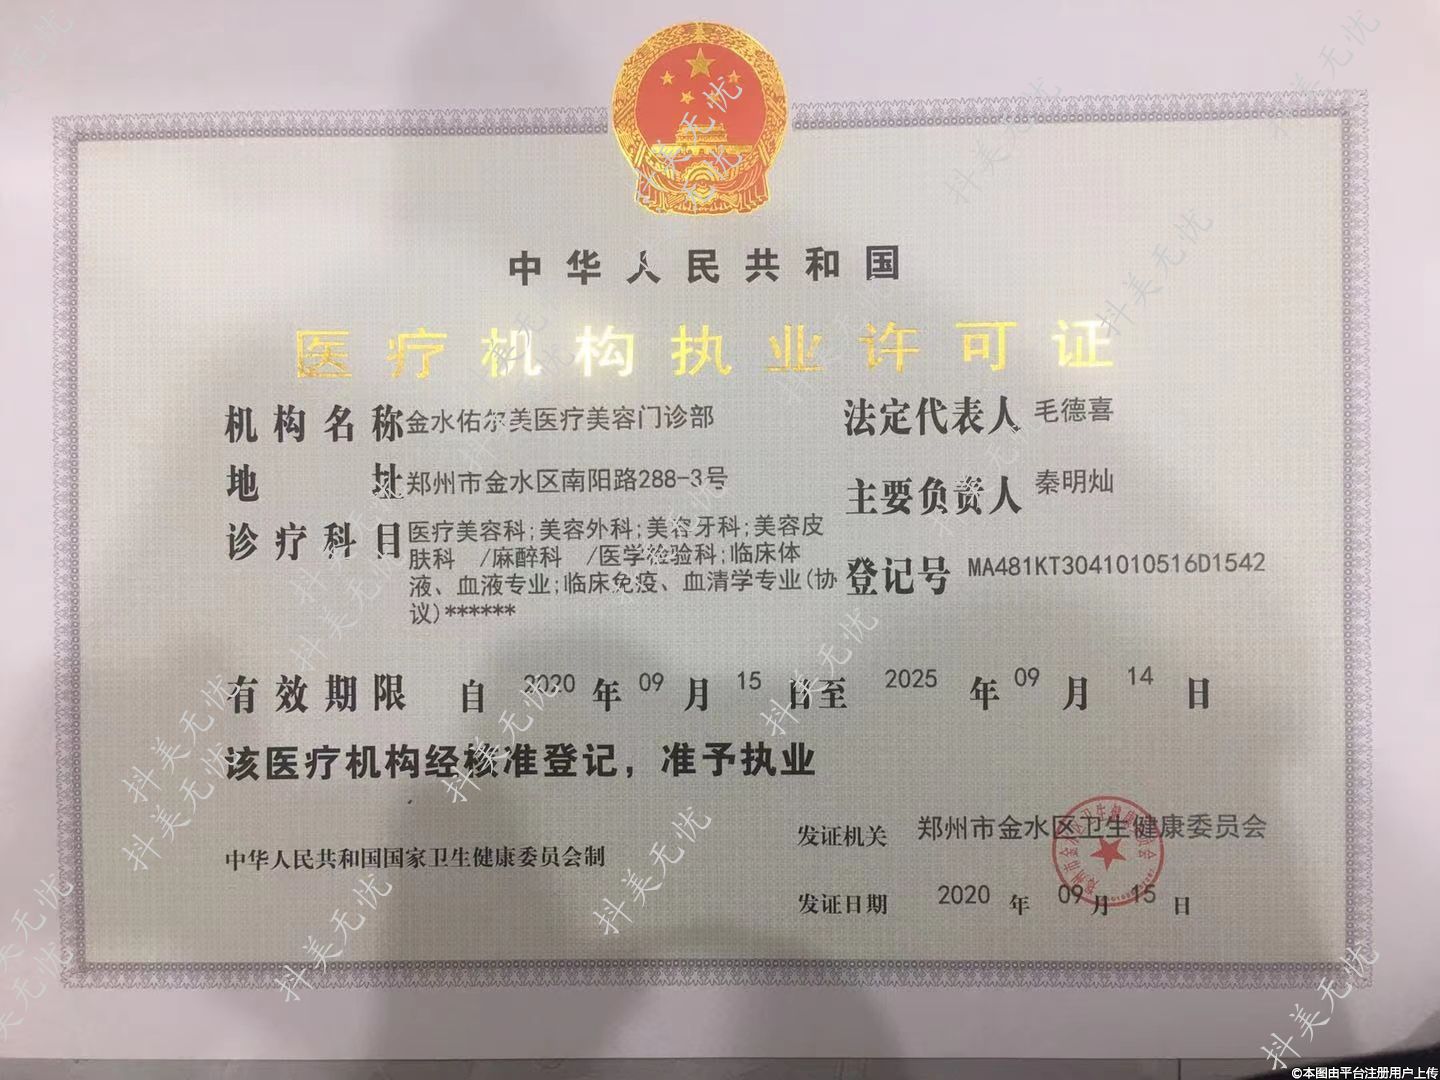 中华人民共和国
医疗机构执业许可证
机构名称 金水佑尔美医疗美容门诊部
法定代表人 毛德喜
地址 郑州市金水区南阳路288-3号
主要负责人 秦明灿
诊疗科目 医疗美容科;美容外科;美容牙科;美容皮
肤科 /麻醉科 /医学检验科;临床体
液、血液专业;临床免疫、血清学专业(协
议)******
登记号 MA481KT3041010516D1542
有效期限 自 2020 年 09 月 15 日至 2025 年 09 月 14 日
该医疗机构经核准登记，准予执业
发证机关 郑州市金水区卫生健康委员会
中华人民共和国国家卫生健康委员会制
发证日期 2020 年 09 月 15 日
抖美无忧
©本图由平台注册用户上传